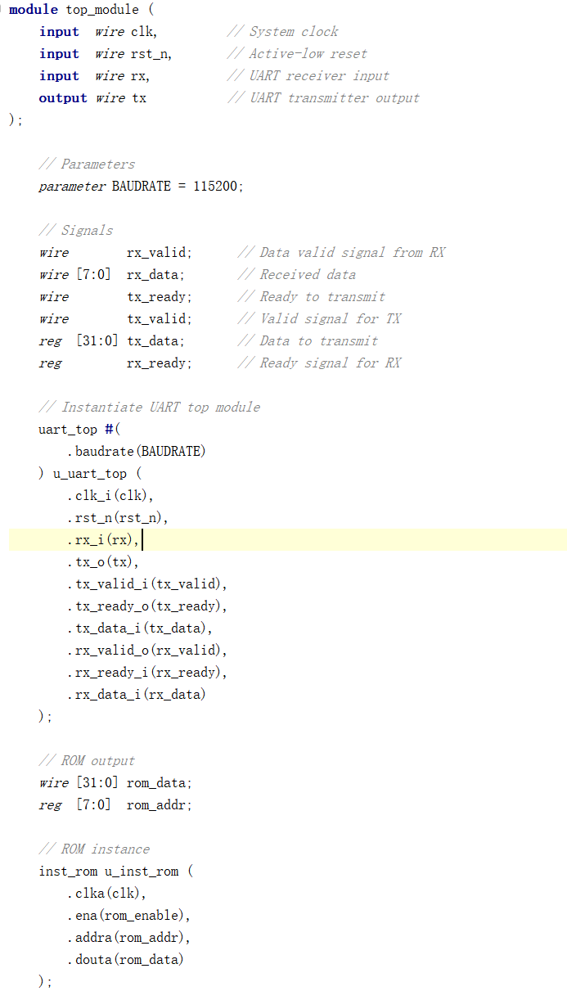 module top_module (
    input  wire clk,         // System clock
    input  wire rst_n,       // Active-low reset
    input  wire rx,          // UART receiver input
    output wire tx           // UART transmitter output
);
    // Parameters
    parameter BAUDRATE = 115200;
    // Signals
    wire        rx_valid;      // Data valid signal from RX
    wire [7:0]  rx_data;       // Received data
    wire        tx_ready;      // Ready to transmit
    wire        tx_valid;      // Valid signal for TX
    reg  [31:0] tx_data;       // Data to transmit
    reg         rx_ready;      // Ready signal for RX
    // Instantiate UART top module
    uart_top #(
        .baudrate(BAUDRATE)
    ) u_uart_top (
        .clk_i(clk),
        .rst_n(rst_n),
        .rx_i(rx),
        .tx_o(tx),
        .tx_valid_i(tx_valid),
        .tx_ready_o(tx_ready),
        .tx_data_i(tx_data),
        .rx_valid_o(rx_valid),
        .rx_ready_i(rx_ready),
        .rx_data_i(rx_data)
    );
    // ROM output
    wire [31:0] rom_data;
    reg  [7:0]  rom_addr;
    // ROM instance
    inst_rom u_inst_rom (
        .clka(clk),
        .ena(rom_enable),
        .addra(rom_addr),
        .douta(rom_data)
    );